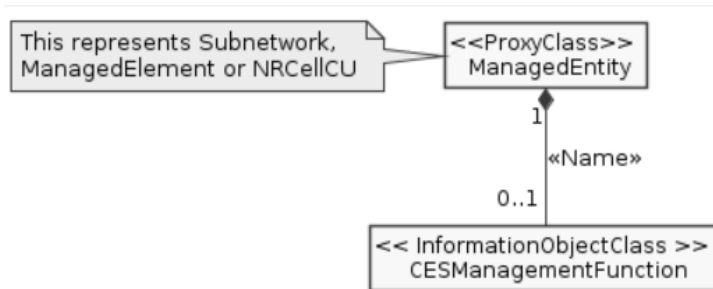 This represents Subnetwork,
ManagedElement or NRCellCU
<<ProxyClass>>
ManagedEntity
1
«Name»
0..1
<< InformationObjectClass >>
CESManagementFunction